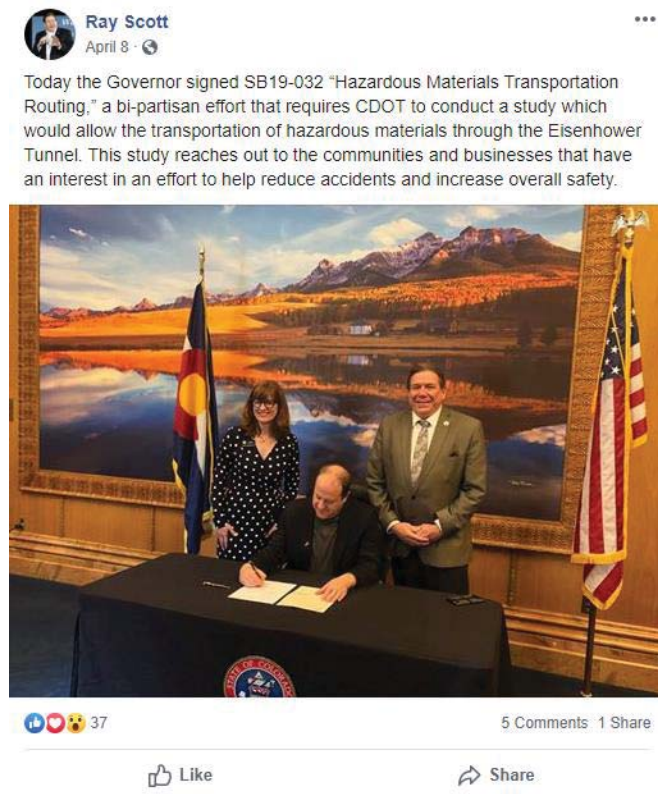 Ray Scott
April 8
Today the Governor signed SB19-032 “Hazardous Materials Transportation
Routing,” a bi-partisan effort that requires CDOT to conduct a study which
would allow the transportation of hazardous materials through the Eisenhower
Tunnel. This study reaches out to the communities and businesses that have
an interest in an effort to help reduce accidents and increase overall safety.
STATE OF COLORADO
37
5 Comments 1 Share
Like
Share